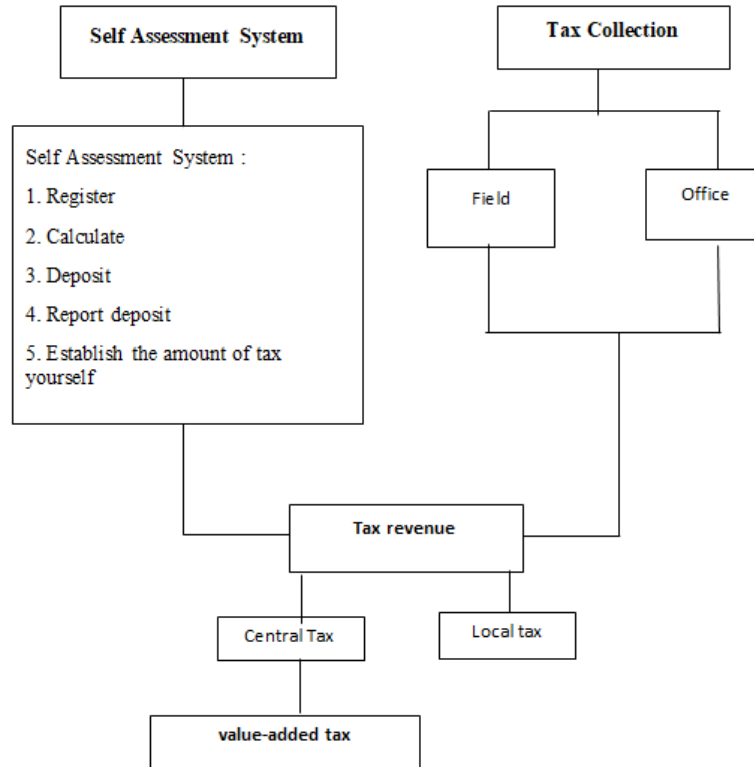 Self Assessment System
Tax Collection
Self Assessment System :
1. Register
2. Calculate
3. Deposit
4. Report deposit
5. Establish the amount of tax
yourself
Field
Office
Tax revenue
Central Tax
Local tax
value-added tax